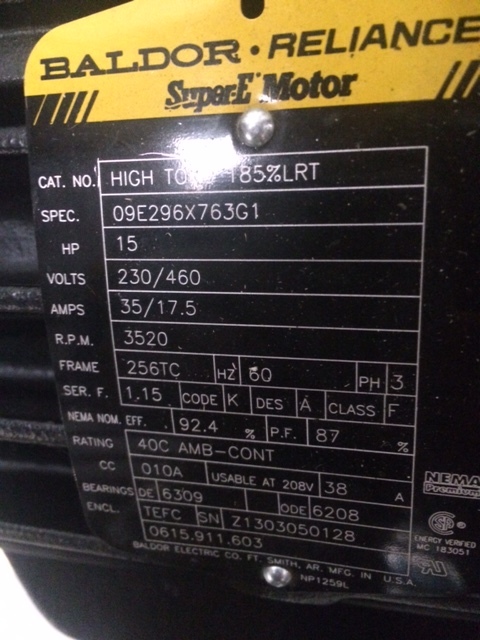 BALDOR • RELIANCE
Super-E Motor
CAT. NO. HIGH 185%LRT
SPEC. 09E296X763G1
HP 15
VOLTS 230/460
AMPS 35/17.5
R.P.M. 3520
FRAME 256TC HZ 60 PH 3
SER. F. 1.15 CODE K DES A CLASS F
NEMA NOM. EFF. 92.4 % P.F. 87 %
RATING 40C AMB-CONT
CC 010A USABLE AT 208V 38 A
BEARINGS DE 6309 ODE 6208
ENCL. TEFC SN Z1303050128
0615.911.603
BALDOR ELECTRIC CO. FT. SMITH, AR. MFG. IN U.S.A.
NP1259L
NEMA
Premium
ENERGY VERIFIED
MC 183051